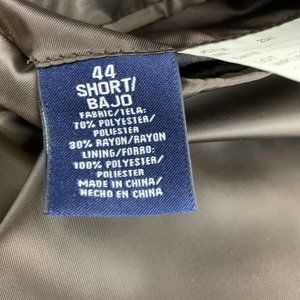 44
SHORT/
BAJO
FABRIC/TELA:
70% POLYESTER/
POLIESTER
30% RAYON/RAYON
LINING/FORRO:
100% POLYESTER/
POLIESTER
MADE IN CHINA/
HECHO EN CHINA